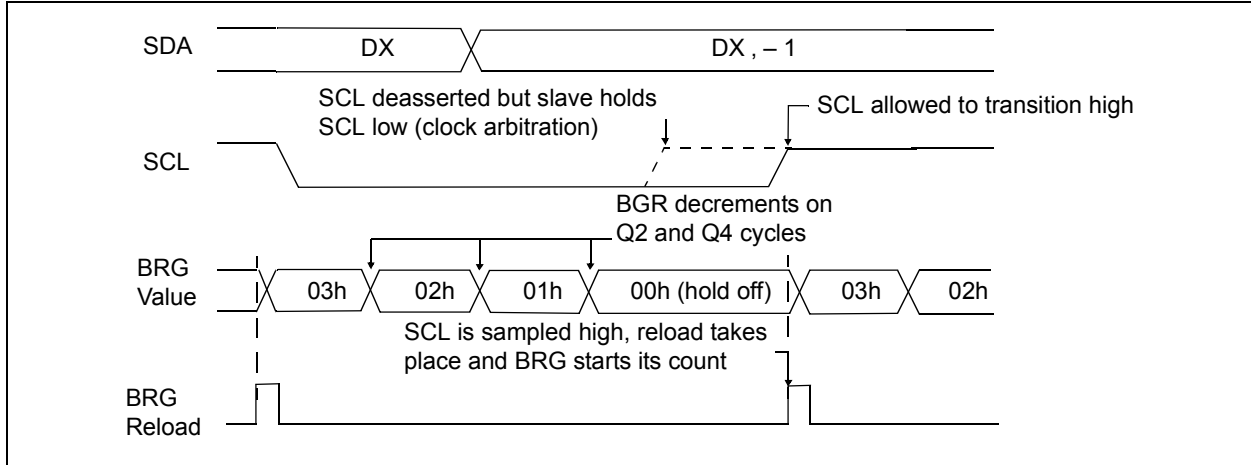 SDA
DX
DX , – 1
SCL deasserted but slave holds
SCL low (clock arbitration)
SCL allowed to transition high
SCL
BGR decrements on
Q2 and Q4 cycles
BRG
Value
03h
02h
01h
00h (hold off)
03h
02h
SCL is sampled high, reload takes
place and BRG starts its count
BRG
Reload